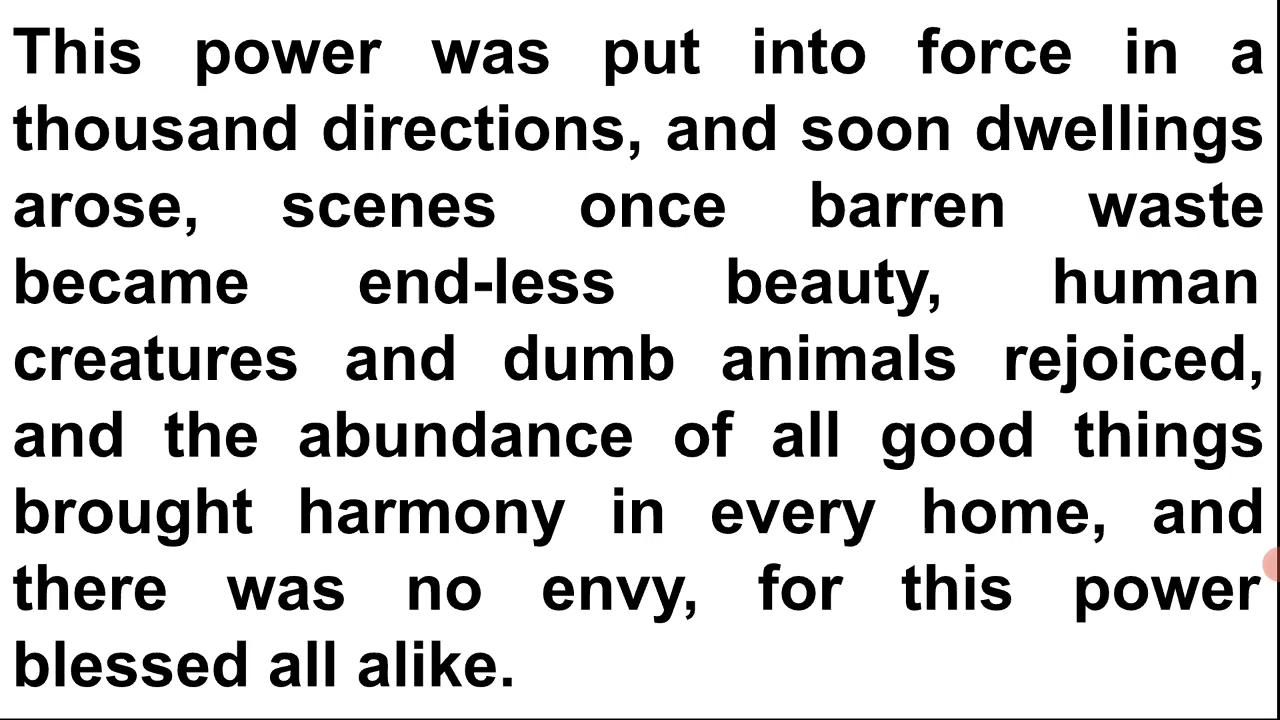 This power was put into force in a
thousand directions, and soon dwellings
arose, scenes once barren waste
became end-less beauty, human
creatures and dumb animals rejoiced,
and the abundance of all good things
brought harmony in every home, and
there was no envy, for this power
blessed all alike.